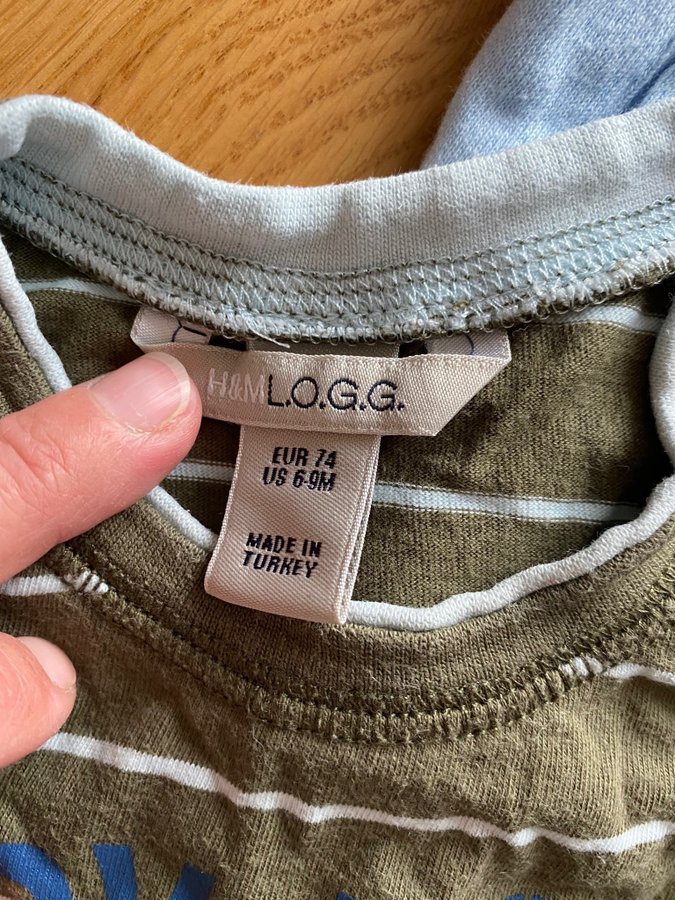 H&M L.O.G.G.
EUR 74
US 6-9M
MADE IN
TURKEY